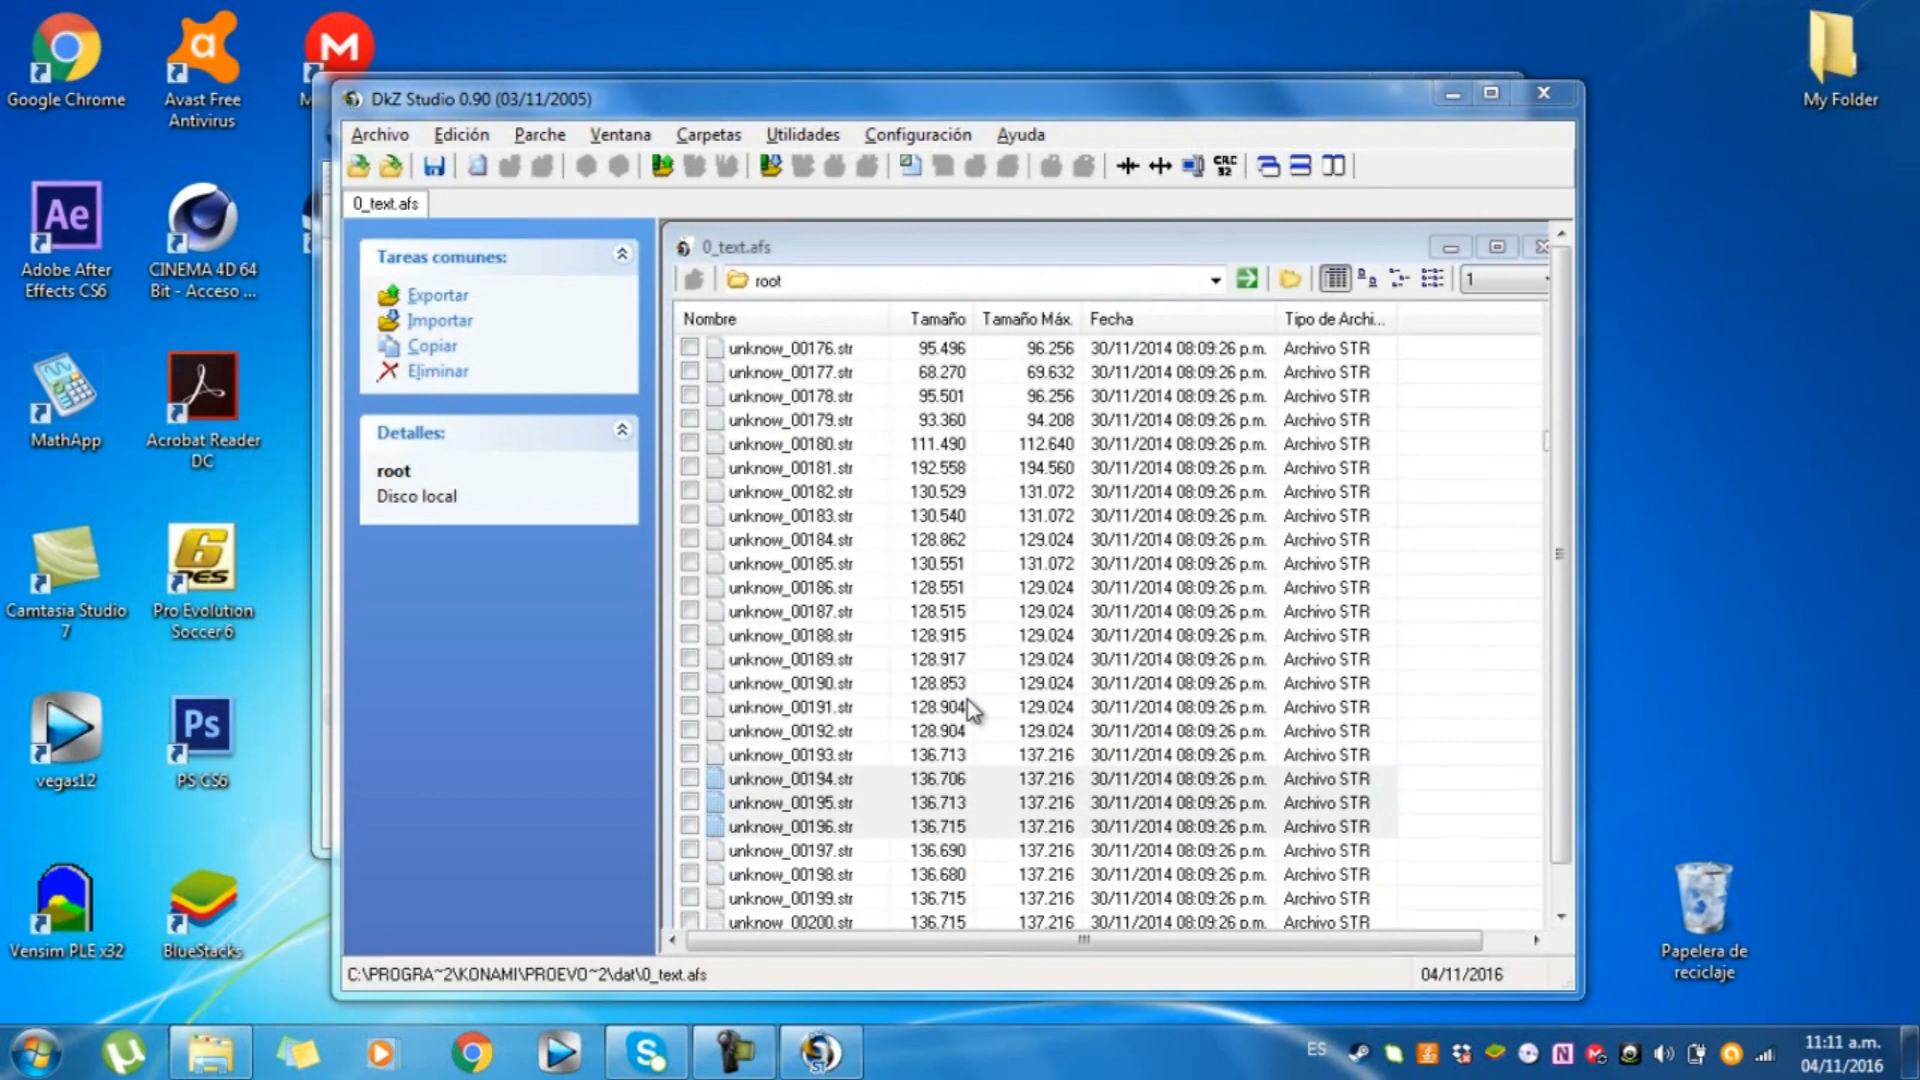 Google Chrome
Avast Free
Antivirus
Adobe After
Effects CS6
CINEMA 4D 64
Bit - Acceso ...
MathApp
Acrobat Reader
DC
Camtasia Studio
7
Pro Evolution
Soccer 6
vegas12
PS CS6
Vensim PLE x32
BlueStacks
My Folder
Papelera de
reciclaje
DkZ Studio 0.90 (03/11/2005)
Archivo Edición Parche Ventana Carpetas Utilidades Configuración Ayuda
CRC
32
0_text.afs
Tareas comunes:
Exportar
Importar
Copiar
Eliminar
Detalles:
root
Disco local
0_text.afs
root 1
Nombre Tamaño Tamaño Máx. Fecha Tipo de Archi...
unknow_00176.str 95.496 96.256 30/11/2014 08:09:26 p.m. Archivo STR
unknow_00177.str 68.270 69.632 30/11/2014 08:09:26 p.m. Archivo STR
unknow_00178.str 95.501 96.256 30/11/2014 08:09:26 p.m. Archivo STR
unknow_00179.str 93.360 94.208 30/11/2014 08:09:26 p.m. Archivo STR
unknow_00180.str 111.490 112.640 30/11/2014 08:09:26 p.m. Archivo STR
unknow_00181.str 192.558 194.560 30/11/2014 08:09:26 p.m. Archivo STR
unknow_00182.str 130.529 131.072 30/11/2014 08:09:26 p.m. Archivo STR
unknow_00183.str 130.540 131.072 30/11/2014 08:09:26 p.m. Archivo STR
unknow_00184.str 128.862 129.024 30/11/2014 08:09:26 p.m. Archivo STR
unknow_00185.str 130.551 131.072 30/11/2014 08:09:26 p.m. Archivo STR
unknow_00186.str 128.551 129.024 30/11/2014 08:09:26 p.m. Archivo STR
unknow_00187.str 128.515 129.024 30/11/2014 08:09:26 p.m. Archivo STR
unknow_00188.str 128.915 129.024 30/11/2014 08:09:26 p.m. Archivo STR
unknow_00189.str 128.917 129.024 30/11/2014 08:09:26 p.m. Archivo STR
unknow_00190.str 128.853 129.024 30/11/2014 08:09:26 p.m. Archivo STR
unknow_00191.str 128.904 129.024 30/11/2014 08:09:26 p.m. Archivo STR
unknow_00192.str 128.904 129.024 30/11/2014 08:09:26 p.m. Archivo STR
unknow_00193.str 136.713 137.216 30/11/2014 08:09:26 p.m. Archivo STR
unknow_00194.str 136.706 137.216 30/11/2014 08:09:26 p.m. Archivo STR
unknow_00195.str 136.713 137.216 30/11/2014 08:09:26 p.m. Archivo STR
unknow_00196.str 136.715 137.216 30/11/2014 08:09:26 p.m. Archivo STR
unknow_00197.str 136.690 137.216 30/11/2014 08:09:26 p.m. Archivo STR
unknow_00198.str 136.680 137.216 30/11/2014 08:09:26 p.m. Archivo STR
unknow_00199.str 136.715 137.216 30/11/2014 08:09:26 p.m. Archivo STR
unknow_00200.str 136.715 137.216 30/11/2014 08:09:26 p.m. Archivo STR
C:\PROGRA~2\KONAMI\PROEVO~2\dat\0_text.afs 04/11/2016
ES
11:11 a.m.
04/11/2016